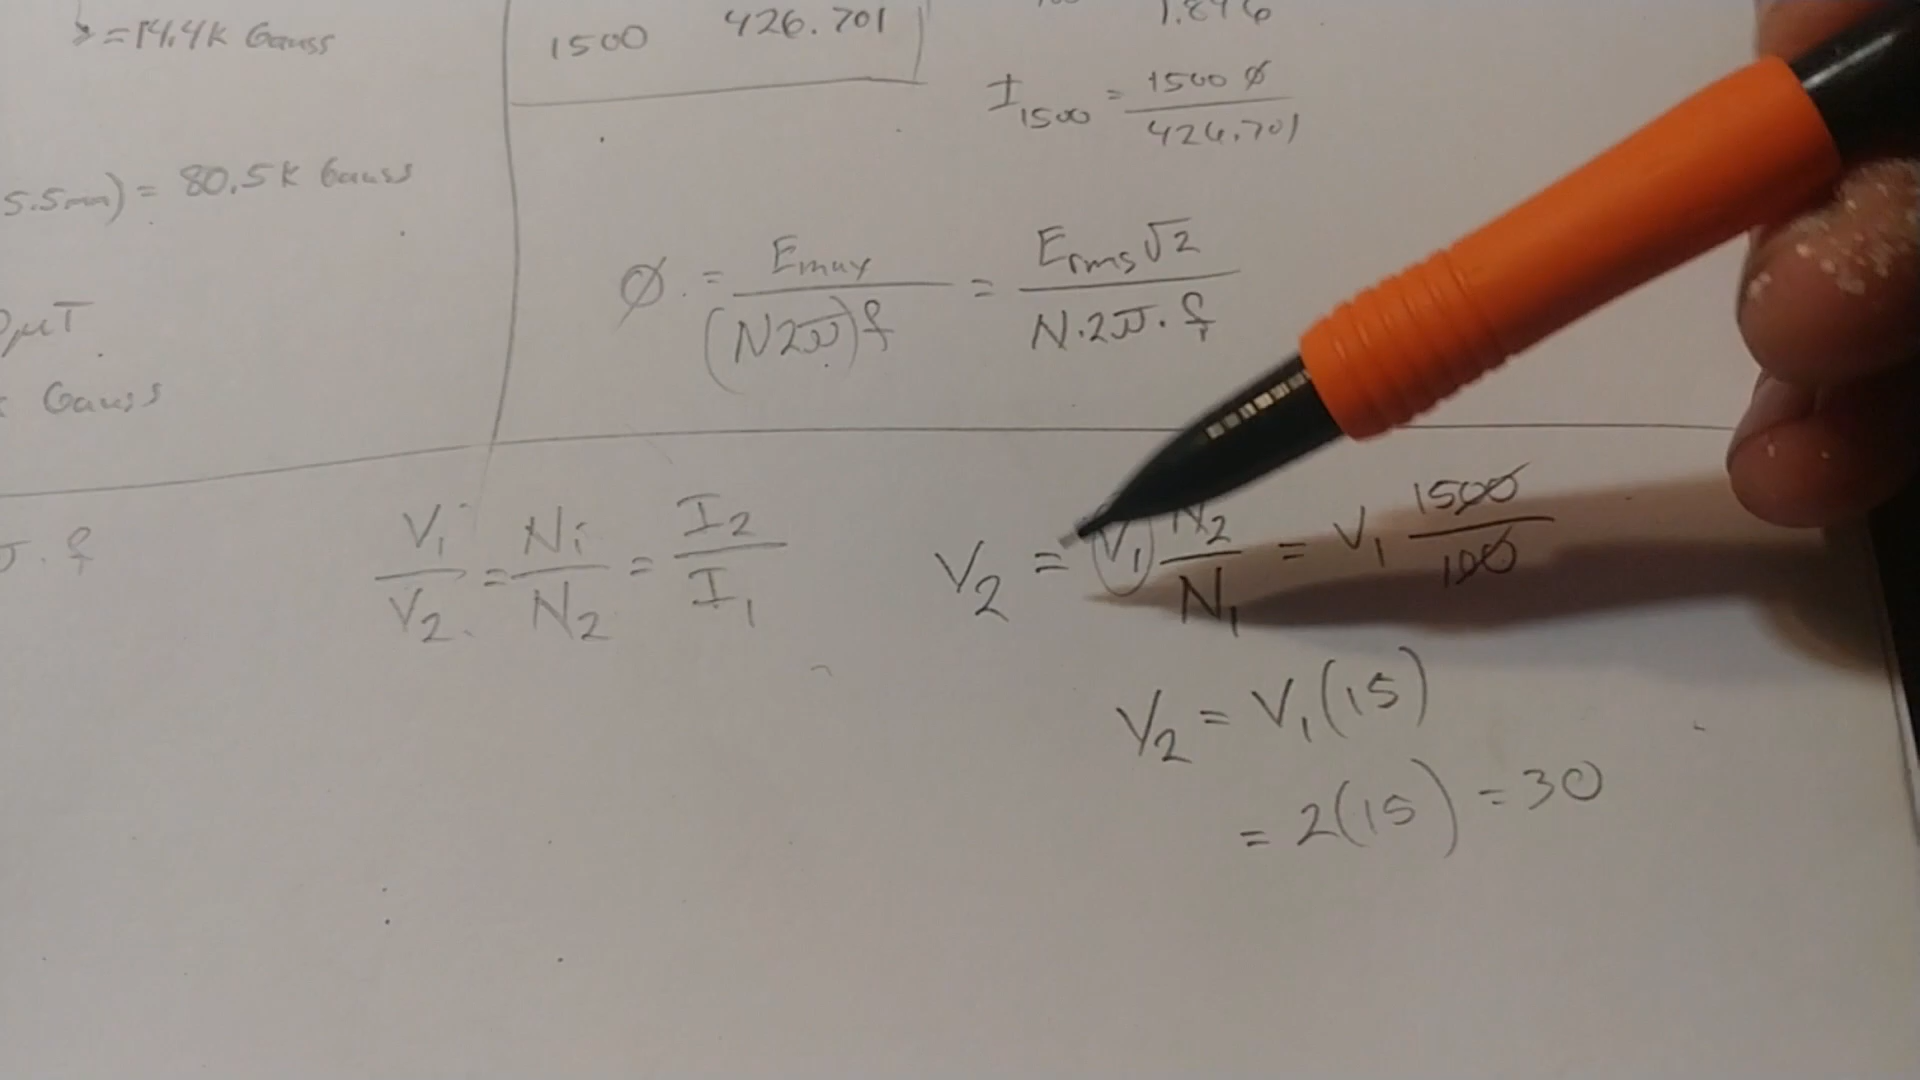 = 14.4K Gauss
1500 426.701
1.846
I1500 = 1500 ∅ / 426.701
5.5mm) = 80.5K Gauss
∅ = Emax / (N2π)f = Erms√2 / N·2π·f
μT
Gauss
π.f
V1/V2 = N1/N2 = I2/I1
V2 = V1 N2/N1 = V1 1500/100
V2 = V1(15)
= 2(15) = 30